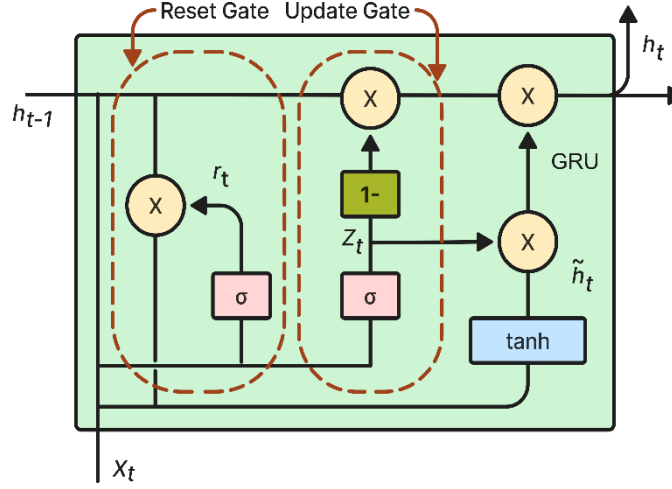 Reset Gate Update Gate
h_t
h_{t-1}
X
X
r_t
X
1-
GRU
Z_t
X
h̃_t
σ
σ
tanh
X_t